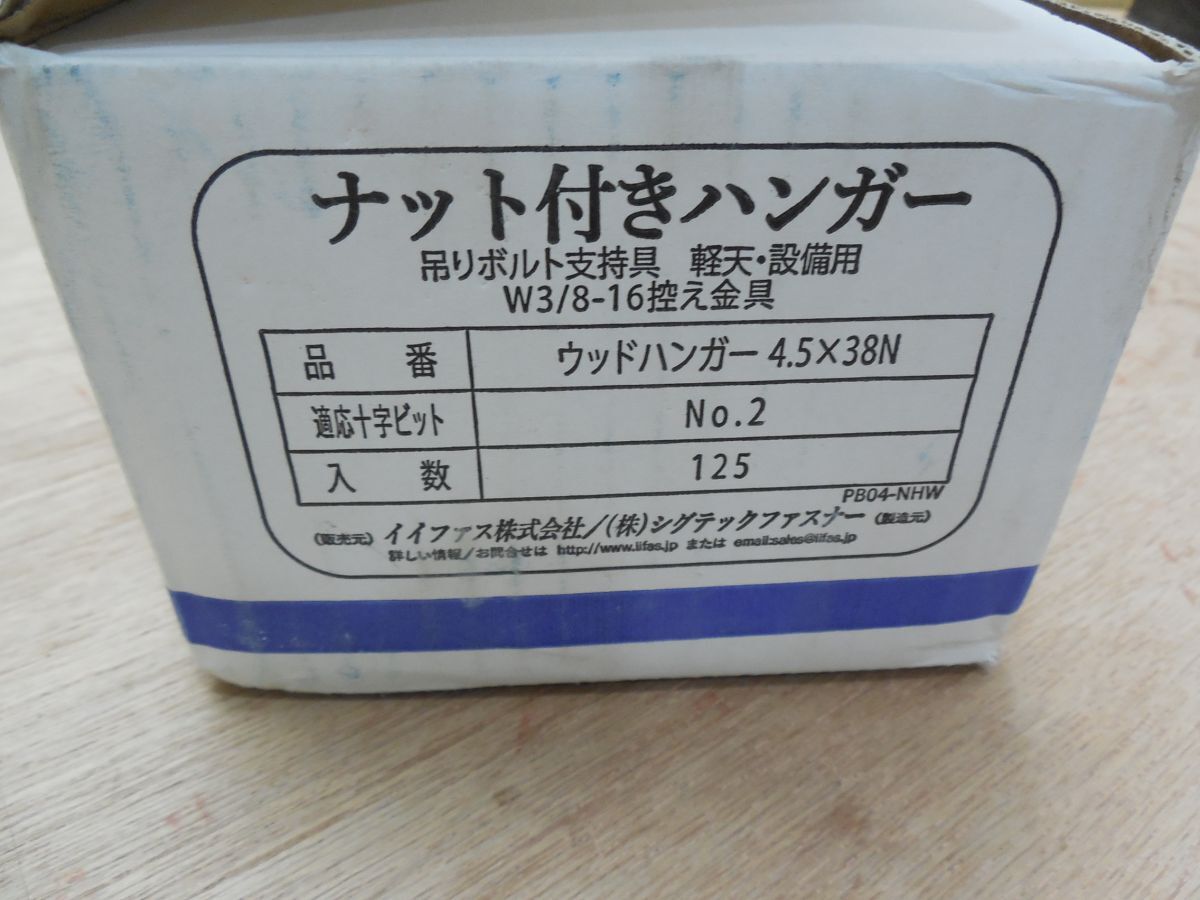 ナット付きハンガー
吊りボルト支持具 軽天・設備用
W3/8-16控え金具
品番 ウッドハンガー 4.5×38N
適応十字ビット No.2
入数 125
PB04-NHW
（販売元）イイファス株式会社／（株）シグテックファスナー（製造元）
詳しい情報／お問合せは http://www.iifas.jp または email:sales@iifas.jp